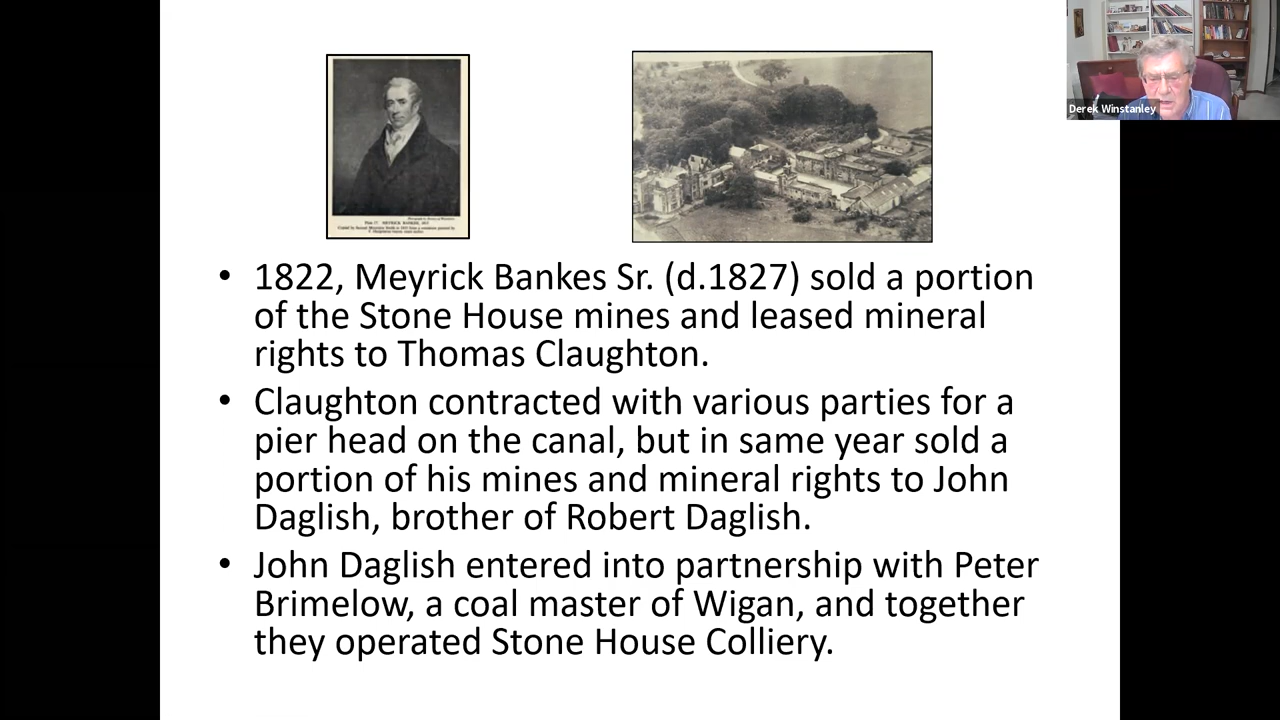 Derek Winstanley
MEYRICK BANKES
• 1822, Meyrick Bankes Sr. (d.1827) sold a portion
of the Stone House mines and leased mineral
rights to Thomas Claughton.
• Claughton contracted with various parties for a
pier head on the canal, but in same year sold a
portion of his mines and mineral rights to John
Daglish, brother of Robert Daglish.
• John Daglish entered into partnership with Peter
Brimelow, a coal master of Wigan, and together
they operated Stone House Colliery.